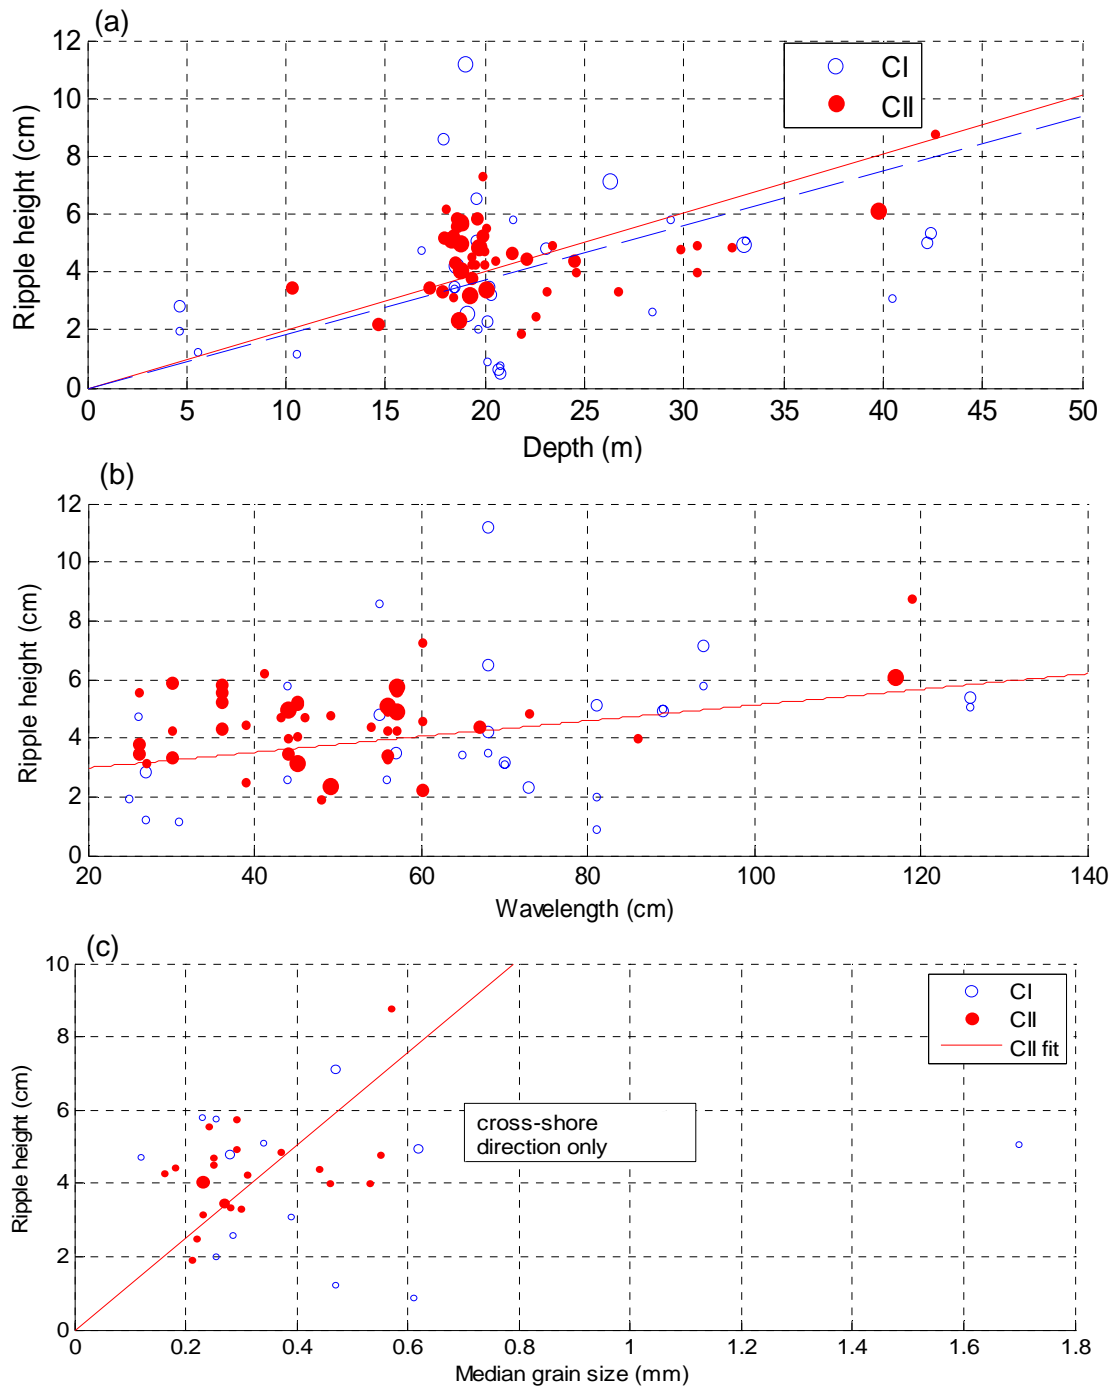 (a)
12
10
8
6
4
2
0
Ripple height (cm)
CI
CII
0 5 10 15 20 25 30 35 40 45 50
Depth (m)
(b)
12
10
8
6
4
2
0
Ripple height (cm)
20 40 60 80 100 120 140
Wavelength (cm)
(c)
10
8
6
4
2
0
Ripple height (cm)
CI
CII
CII fit
cross-shore
direction only
0 0.2 0.4 0.6 0.8 1 1.2 1.4 1.6 1.8
Median grain size (mm)